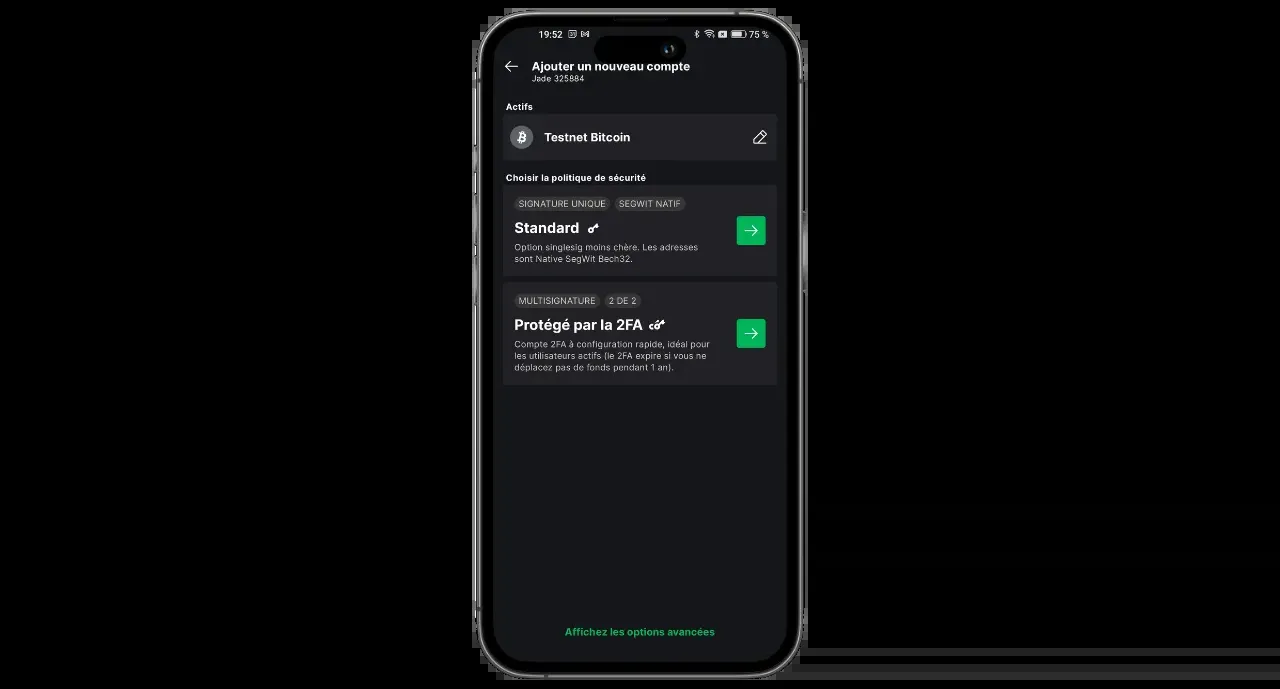 19:52
75 %
Ajouter un nouveau compte
Jade 325884
Actifs
Testnet Bitcoin
Choisir la politique de sécurité
SIGNATURE UNIQUE SEGWIT NATIF
Standard
Option singlesig moins chère. Les adresses
sont Native SegWit Bech32.
MULTISIGNATURE 2 DE 2
Protégé par la 2FA
Compte 2FA à configuration rapide, idéal pour
les utilisateurs actifs (le 2FA expire si vous ne
déplacez pas de fonds pendant 1 an).
Affichez les options avancées